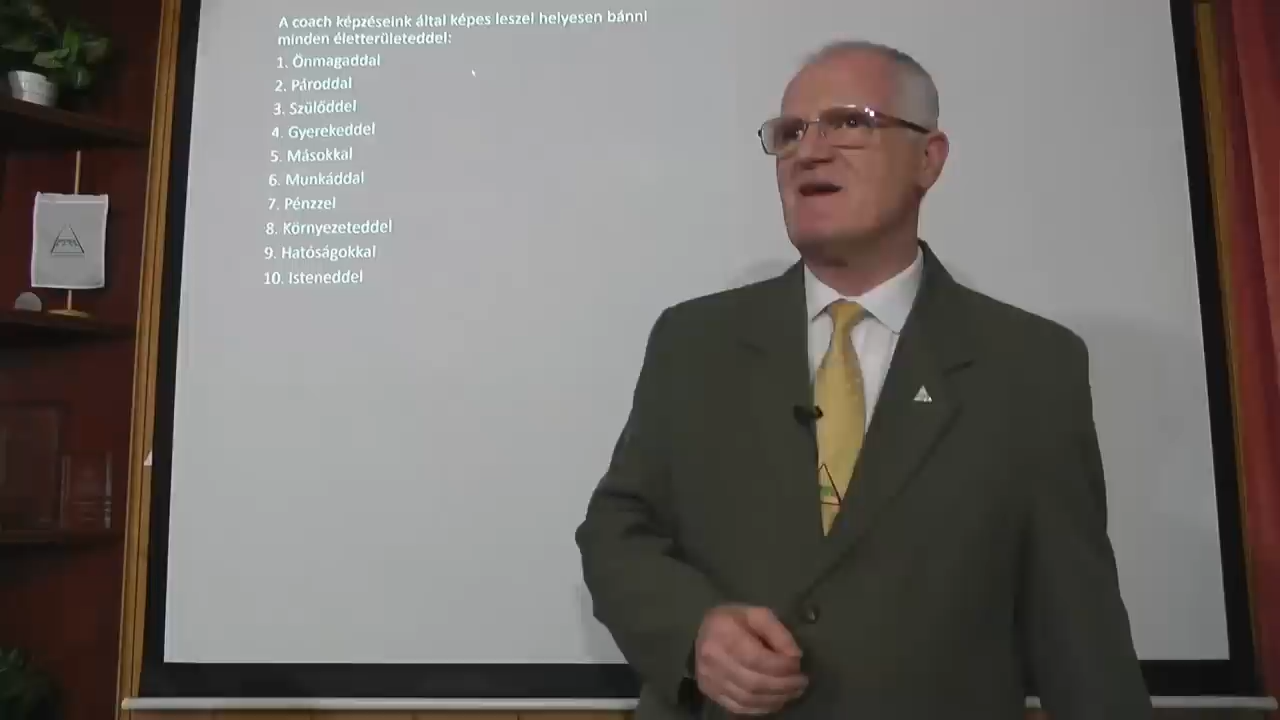 A coach képzéseink által képes leszel helyesen bánni
minden életterületeddel:
1. Önmagaddal
2. Pároddal
3. Szülőddel
4. Gyerekeddel
5. Másokkal
6. Munkáddal
7. Pénzzel
8. Környezeteddel
9. Hatóságokkal
10. Isteneddel